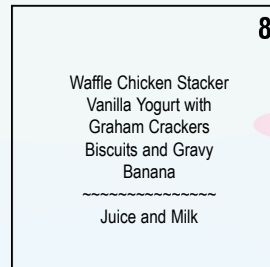 8
Waffle Chicken Stacker
Vanilla Yogurt with
Graham Crackers
Biscuits and Gravy
Banana
~~~~~~~~~~~~~~~
Juice and Milk